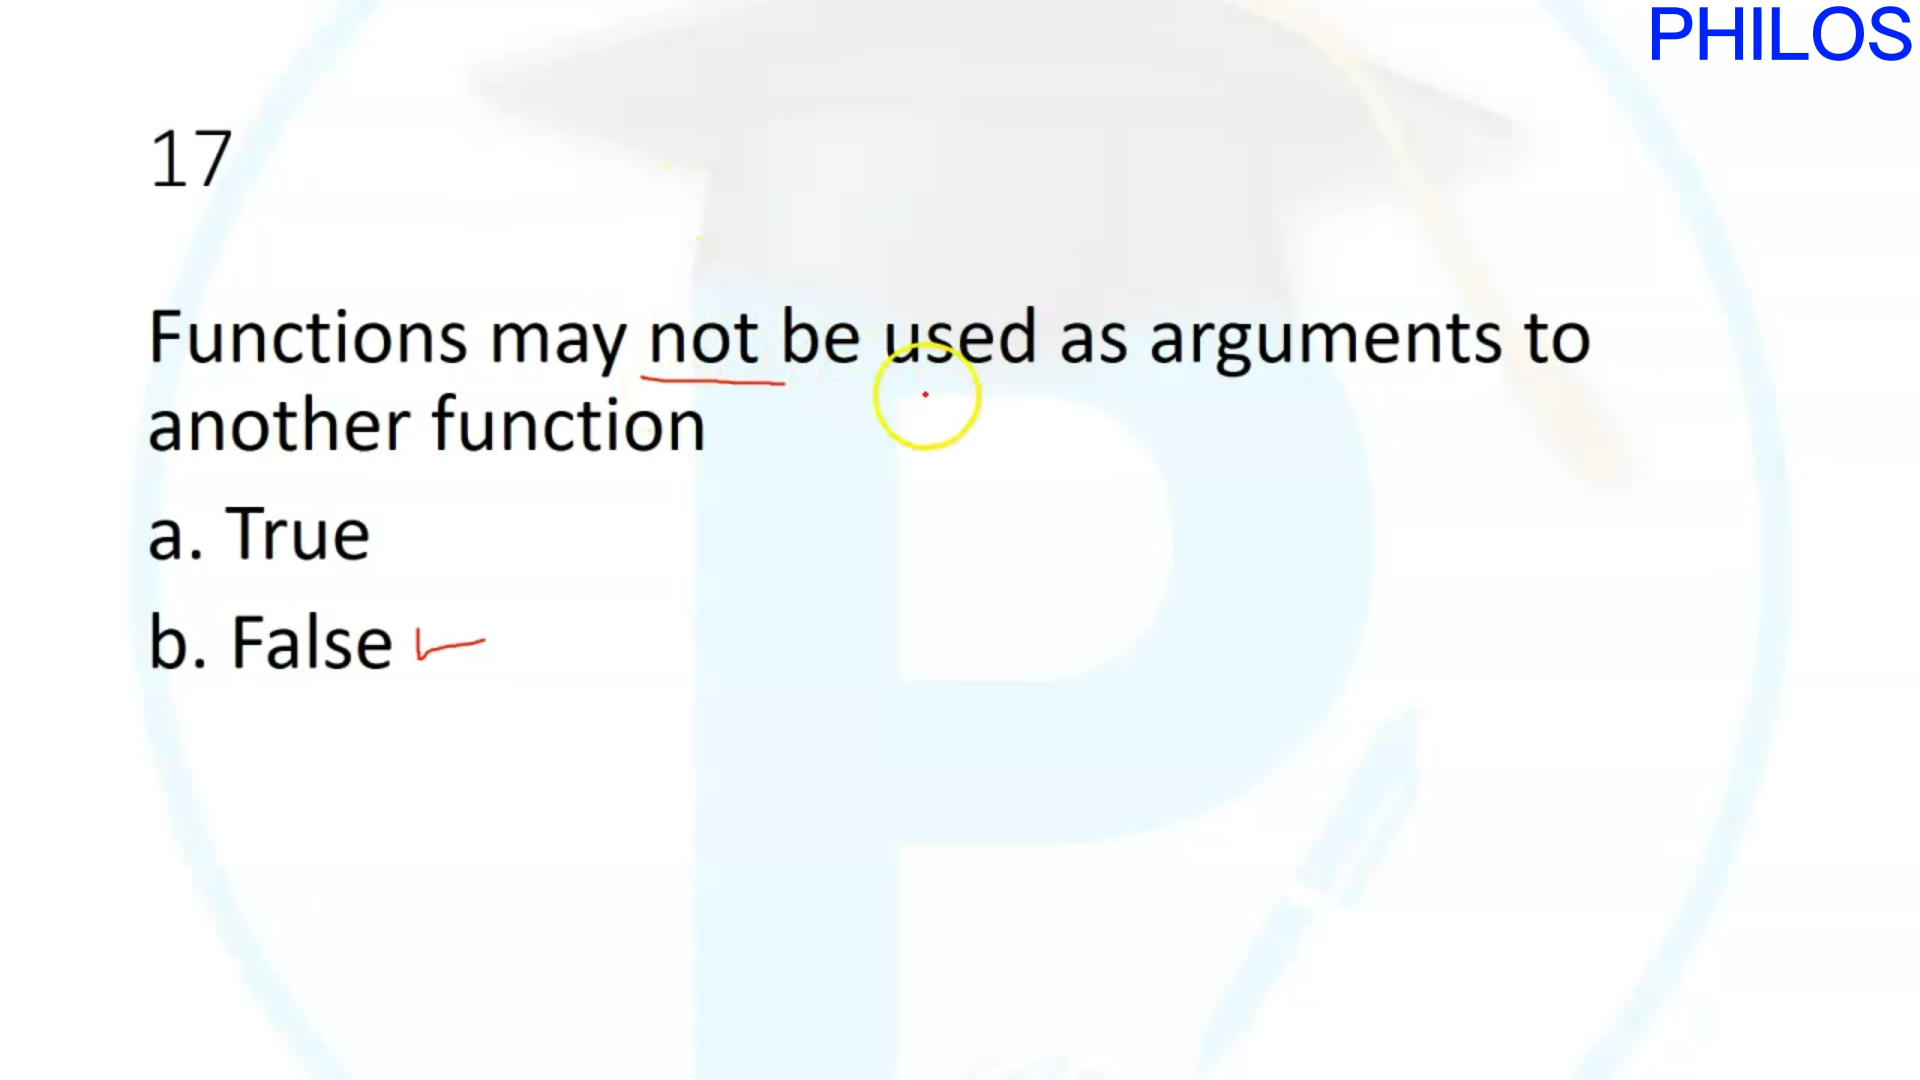 PHILOS
17
Functions may not be used as arguments to
another function
a. True
b. False